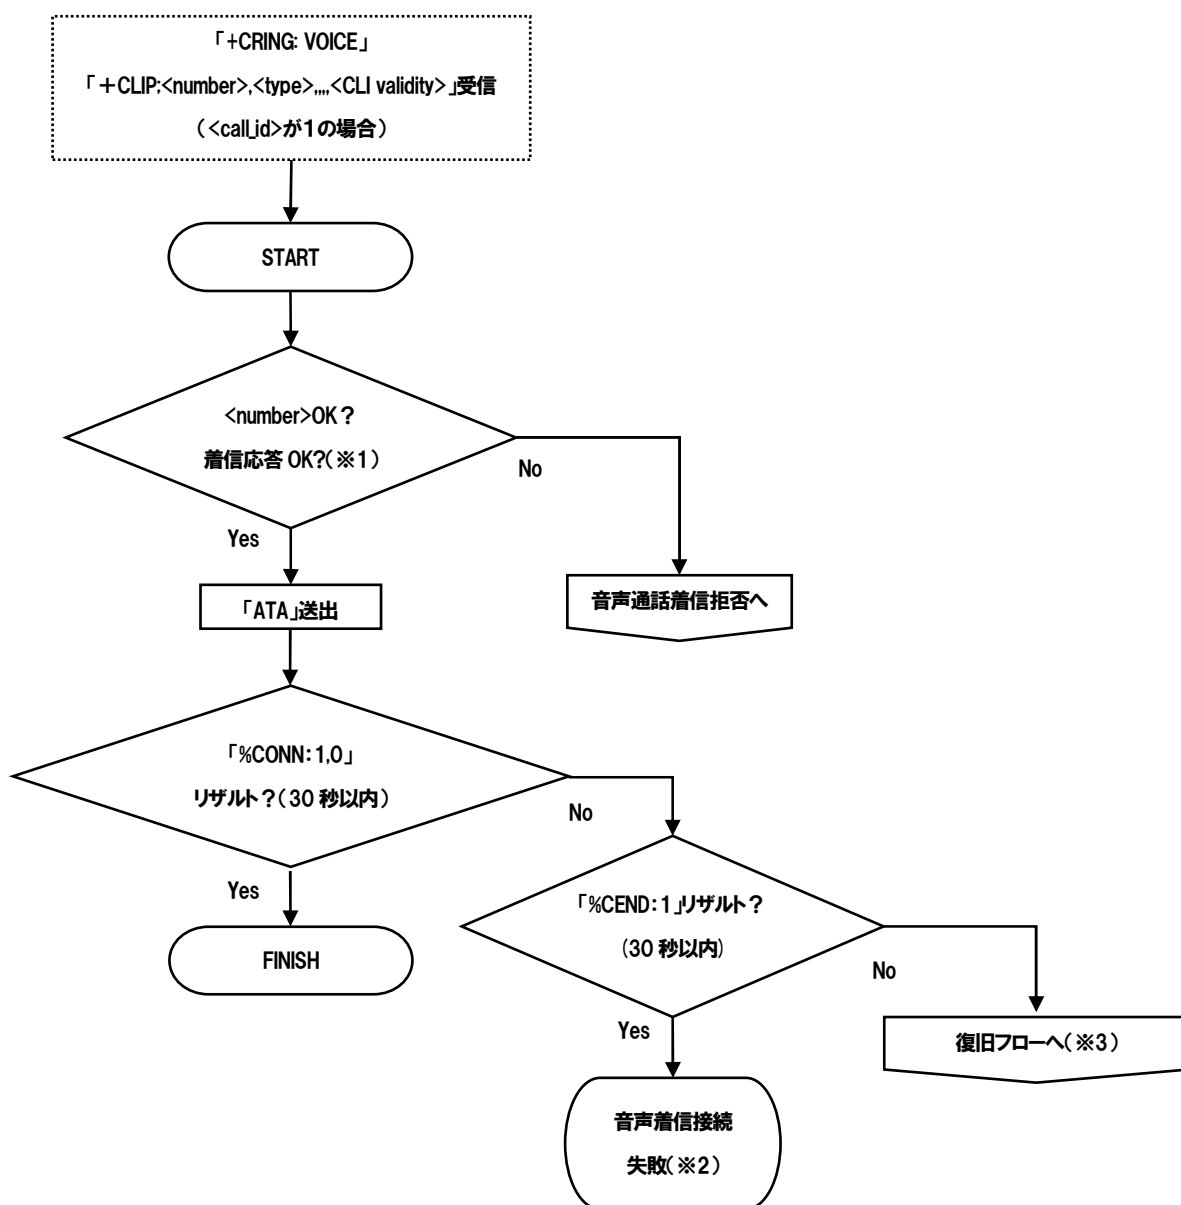 「+CRING: VOICE」
「+CLIP:<number>,<type>,,,,<CLI validity>」受信
(<call_id>が1の場合)
START
<number>OK?
着信応答 OK?(※1)
No
Yes
「ATA」送出
音声通話着信拒否へ
「%CONN:1,0」
リザルト?(30 秒以内)
No
Yes
FINISH
「%CEND:1」リザルト?
(30 秒以内)
No
Yes
復旧フローへ(※3)
音声着信接続
失敗(※2)